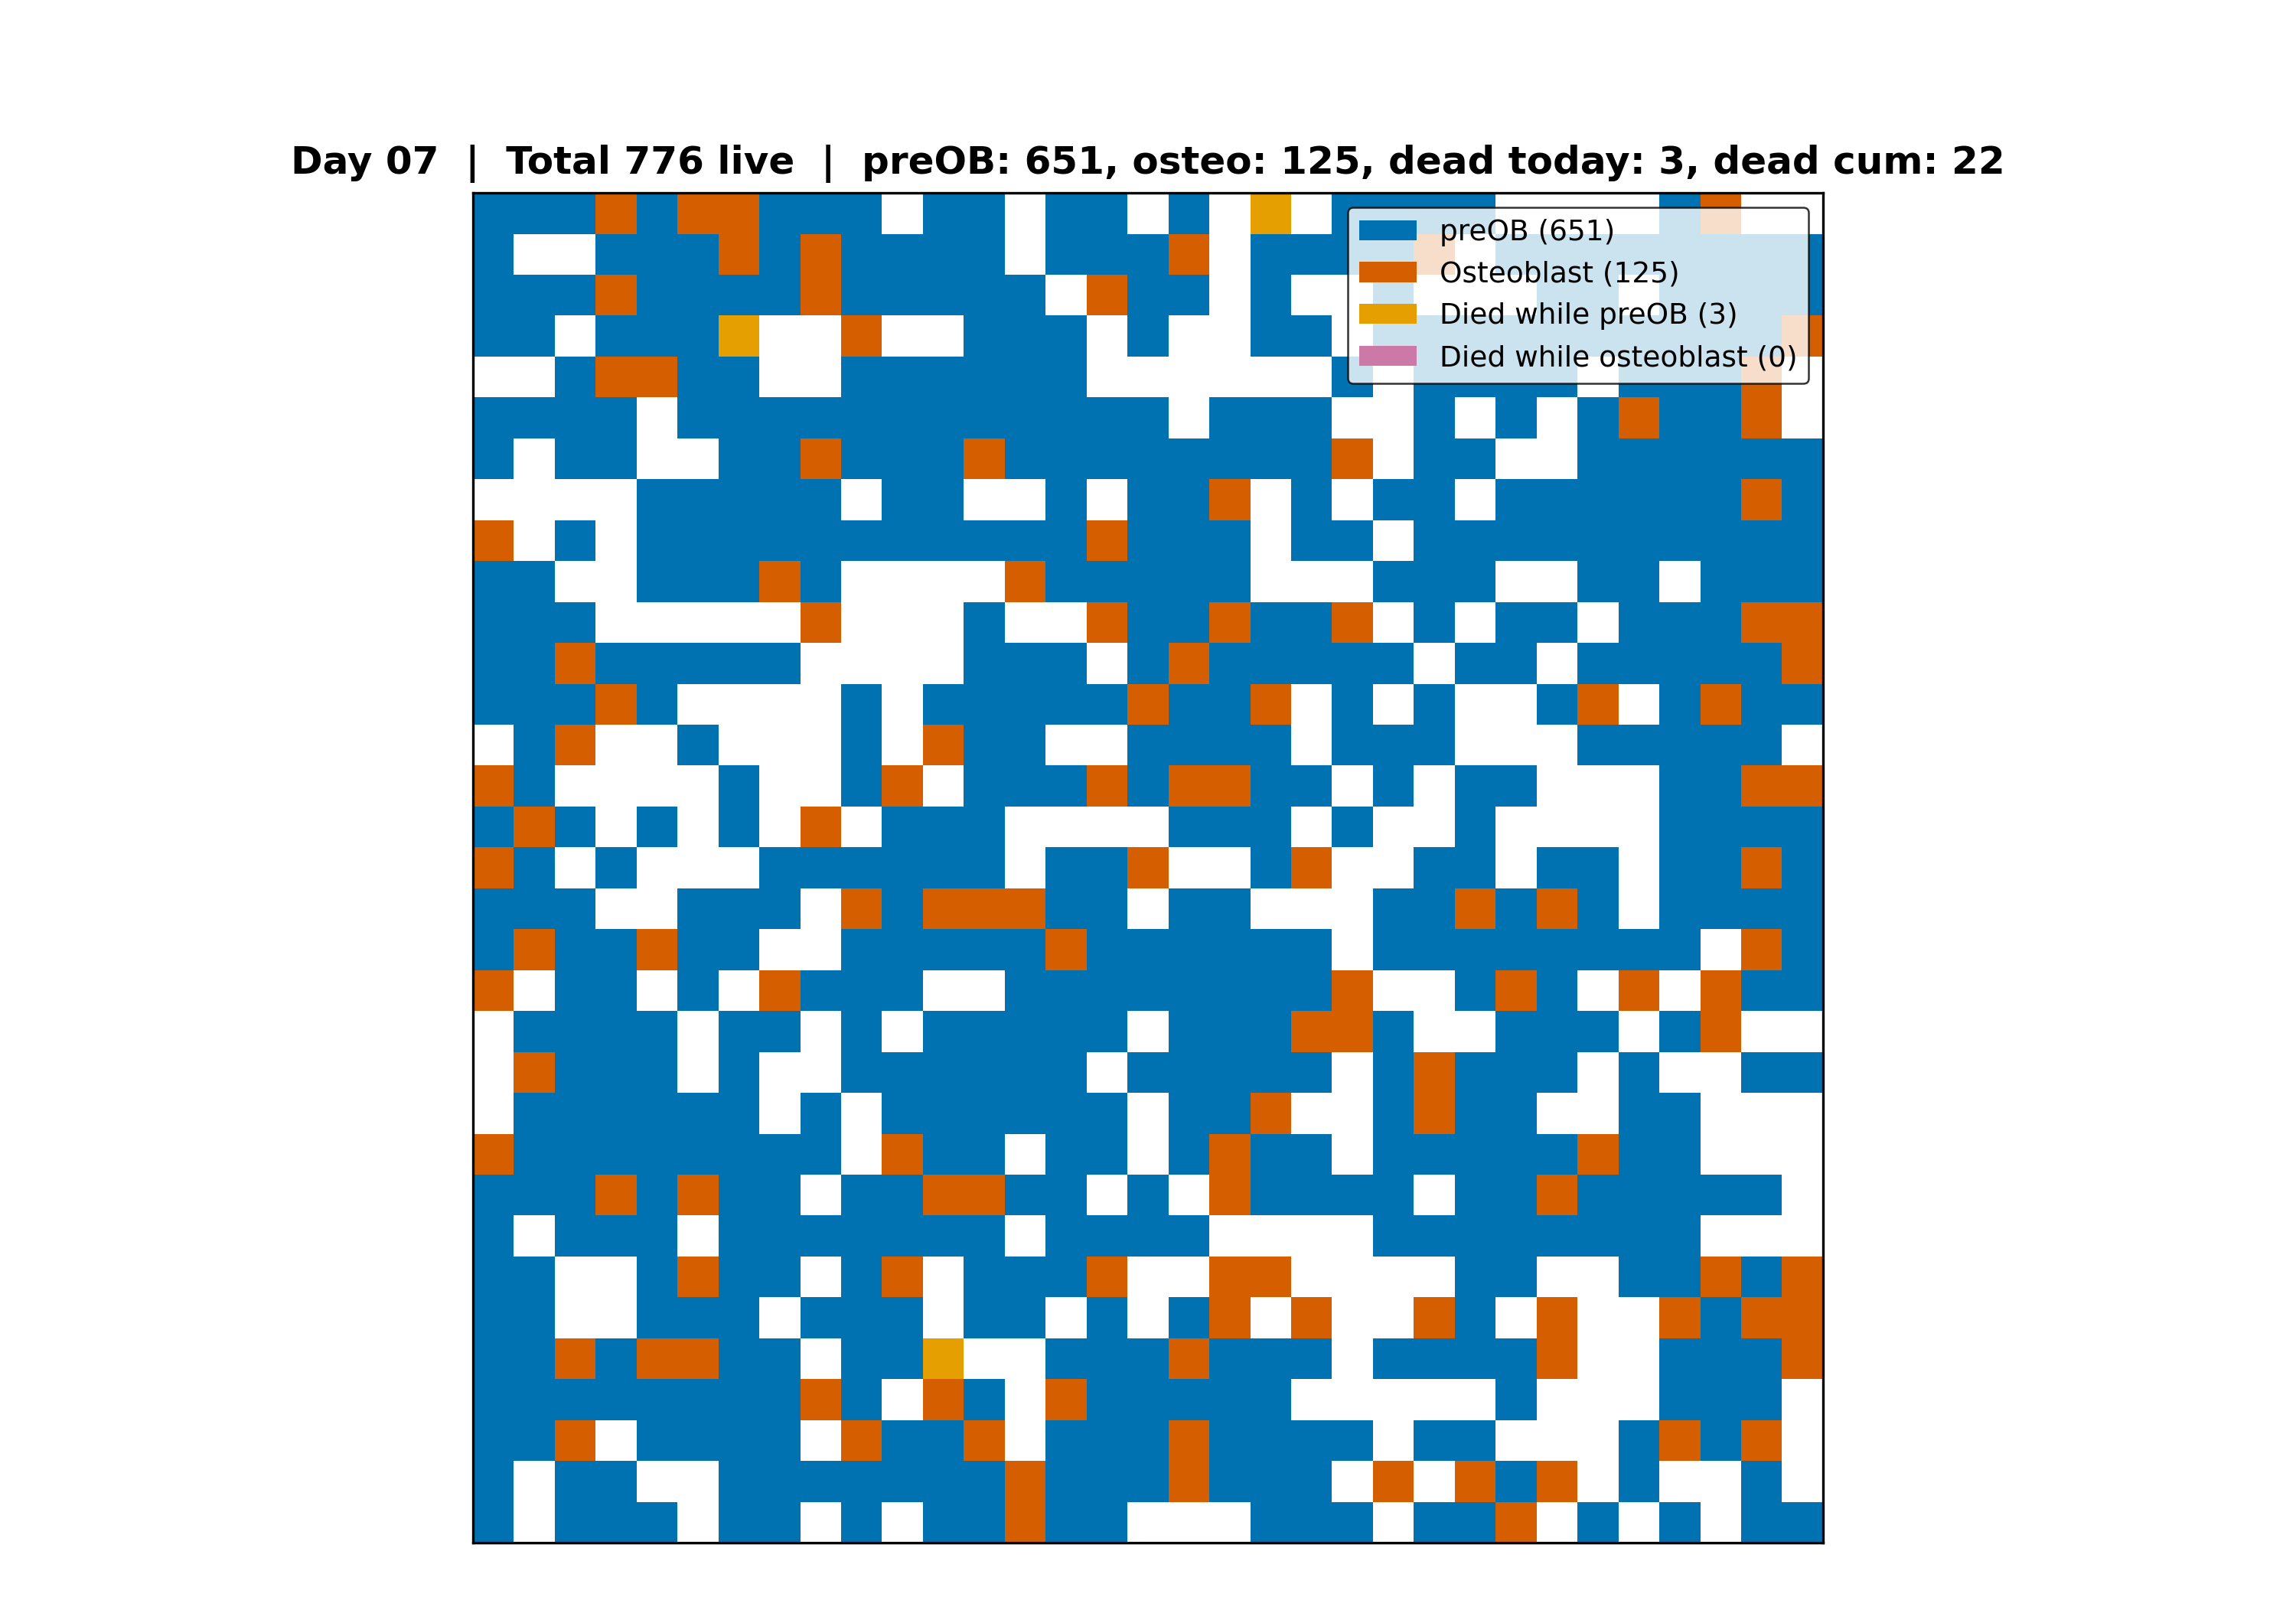 Day 07 | Total 776 live | preOB: 651, osteo: 125, dead today: 3, dead cum: 22
preOB (651)
Osteoblast (125)
Died while preOB (3)
Died while osteoblast (0)